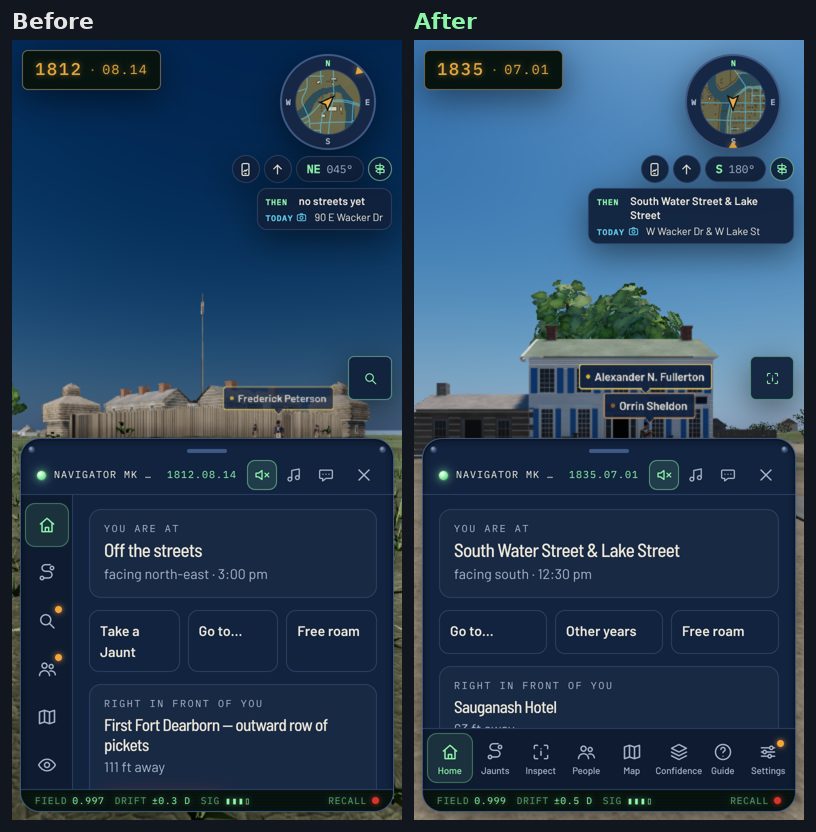 Before
1812 · 08.14
N
W E
S
NE 045°
THEN no streets yet
TODAY 90 E Wacker Dr
Frederick Peterson
NAVIGATOR MK … 1812.08.14
YOU ARE AT
Off the streets
facing north-east · 3:00 pm
Take a
Jaunt
Go to...
Free roam
RIGHT IN FRONT OF YOU
First Fort Dearborn – outward row of
pickets
111 ft away
FIELD 0.997 DRIFT ±0.3 D SIG RECALL
After
1835 · 07.01
N
W E
S
S 180°
THEN South Water Street & Lake
Street
TODAY W Wacker Dr & W Lake St
Alexander N. Fullerton
Orrin Sheldon
NAVIGATOR MK … 1835.07.01
YOU ARE AT
South Water Street & Lake Street
facing south · 12:30 pm
Go to...
Other years
Free roam
RIGHT IN FRONT OF YOU
Sauganash Hotel
Home Jaunts Inspect People Map Confidence Guide Settings
FIELD 0.999 DRIFT ±0.5 D SIG RECALL